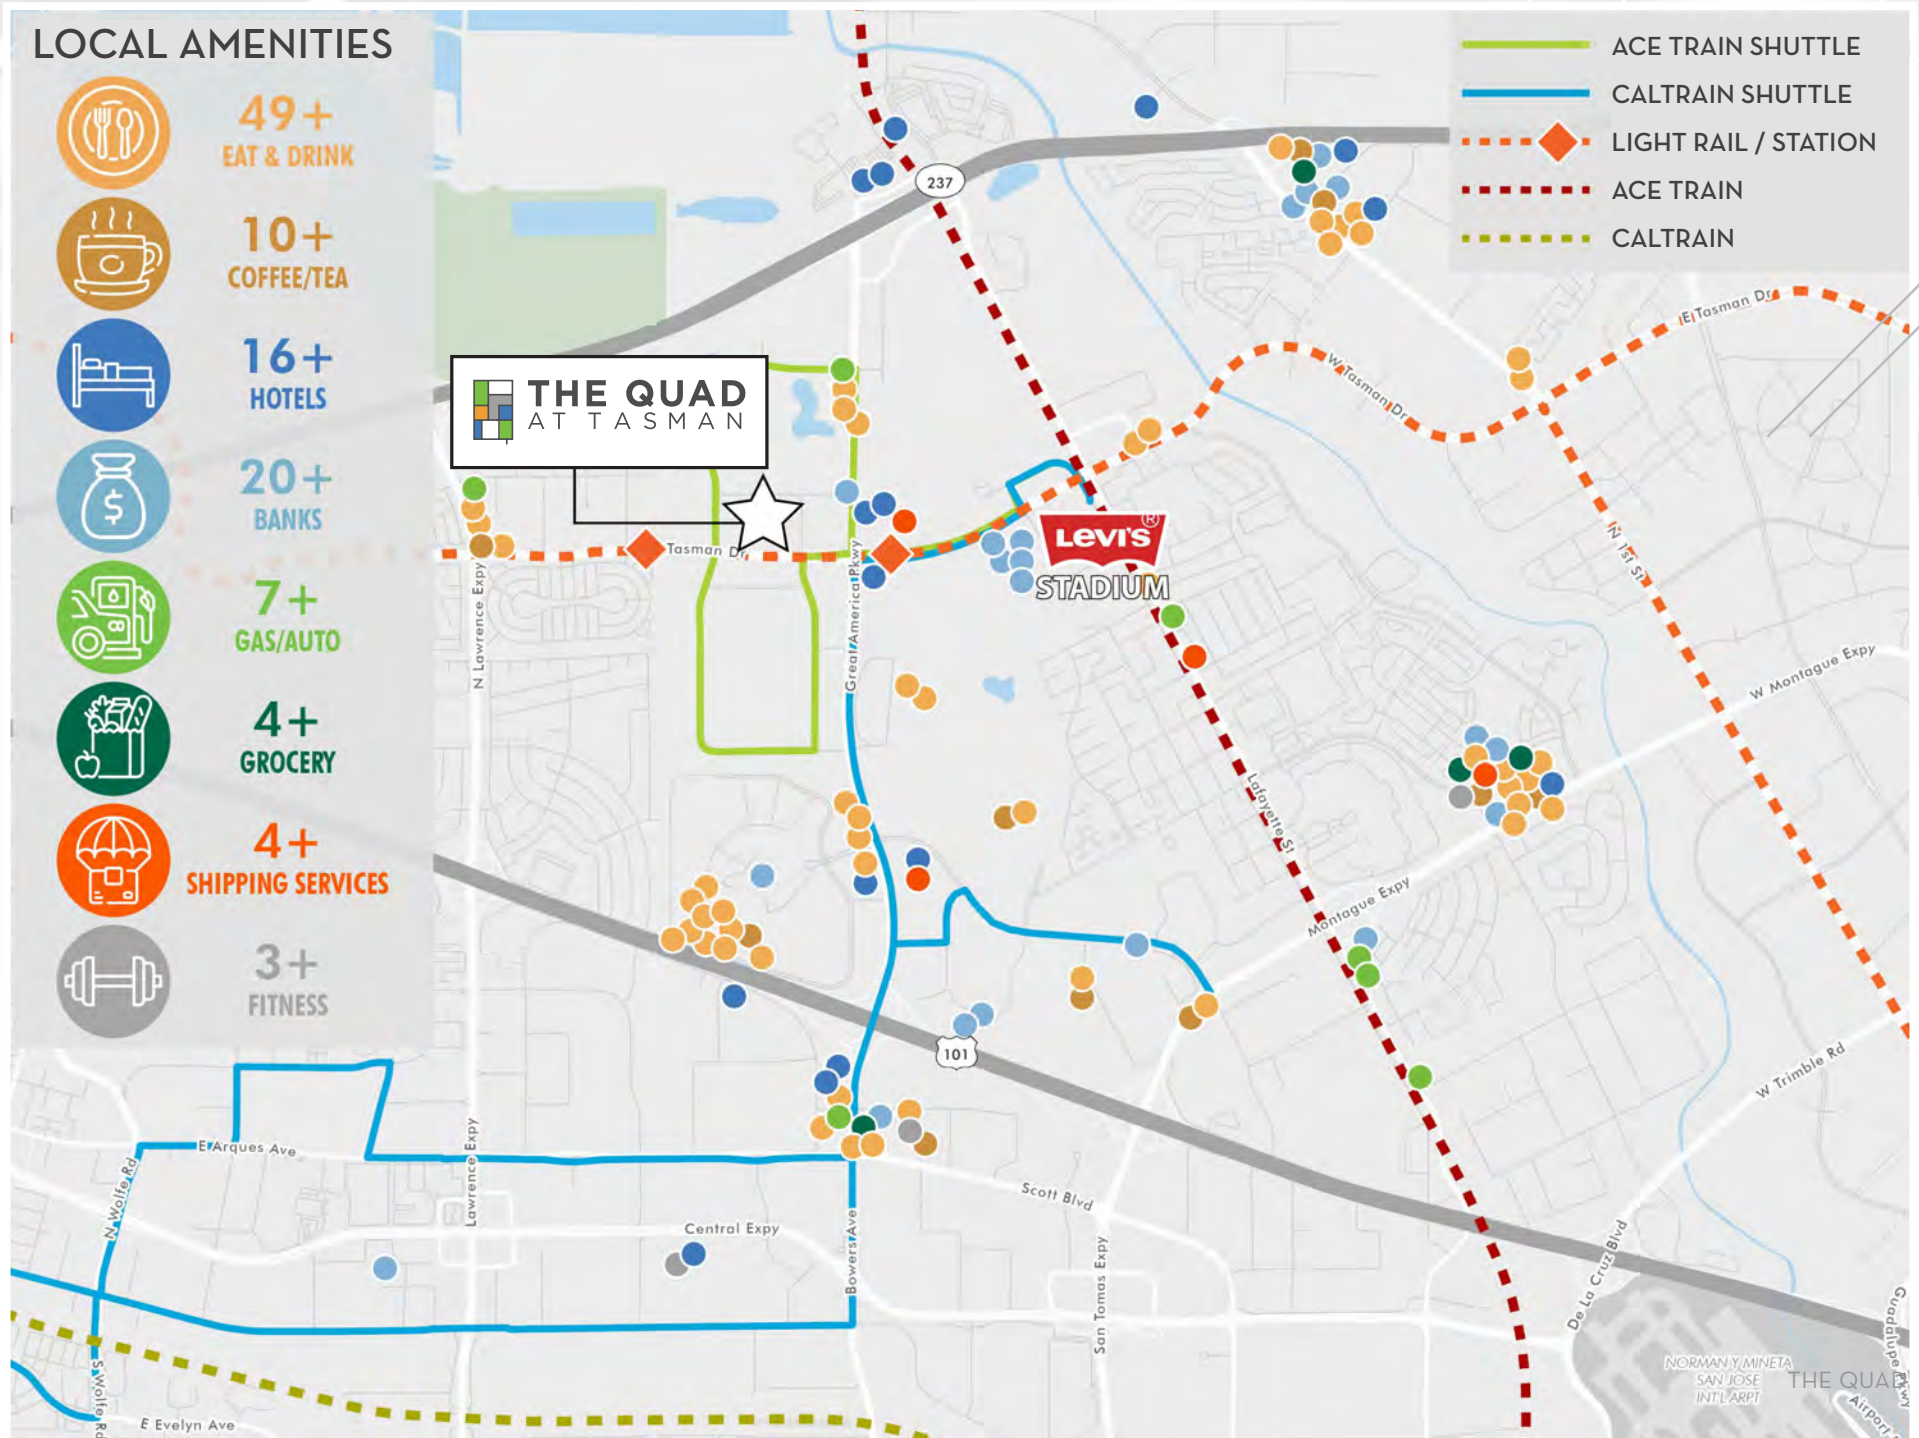 LOCAL AMENITIES
49+
EAT & DRINK
10+
COFFEE/TEA
16+
HOTELS
$
20+
BANKS
7+
GAS/AUTO
4+
GROCERY
4+
SHIPPING SERVICES
3+
FITNESS
ACE TRAIN SHUTTLE
CALTRAIN SHUTTLE
LIGHT RAIL / STATION
ACE TRAIN
CALTRAIN
237
E Tasman Dr
W Tasman Dr
THE QUAD
AT TASMAN
Tasman Dr
LEVI'S®
STADIUM
N 1st St
N Lawrence Expy
Great America Pkwy
W Montague Expy
Lafayette St
Montague Expy
101
W Trimble Rd
E Arques Ave
N Wolfe Rd
Lawrence Expy
Scott Blvd
Central Expy
Bowers Ave
San Tomas Expy
De La Cruz Blvd
Guadalupe Pkwy
NORMAN Y MINETA
SAN JOSE
INT'L ARPT
THE QUAD
Airport
S Wolfe Rd
E Evelyn Ave